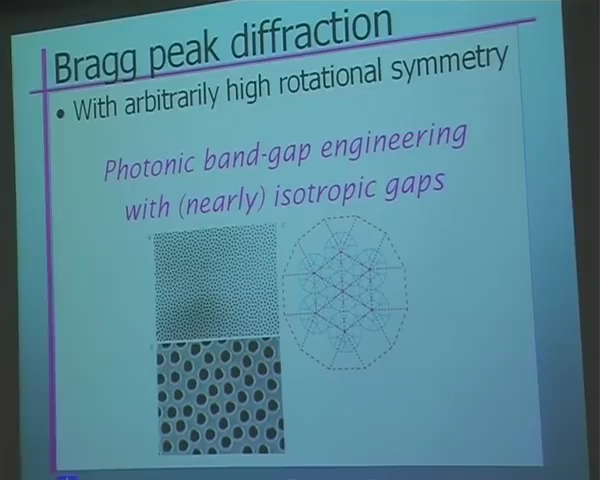 Bragg peak diffraction
• With arbitrarily high rotational symmetry
Photonic band-gap engineering
with (nearly) isotropic gaps